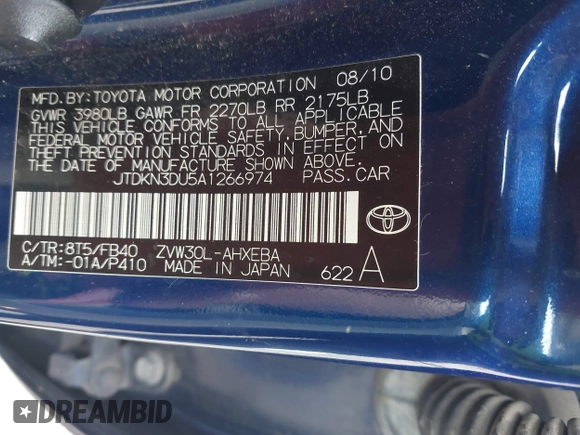 MFD. BY: TOYOTA MOTOR CORPORATION 08/10
GVWR 3980LB GAWR FR 2270LB RR 2175LB
THIS VEHICLE CONFORMS TO ALL APPLICABLE
FEDERAL MOTOR VEHICLE SAFETY, BUMPER, AND
THEFT PREVENTION STANDARDS IN EFFECT ON
THE DATE OF MANUFACTURE SHOWN ABOVE.
JTDKN3DU5A1266974 PASS. CAR
C/TR: 8T5/FB40 ZVW30L-AHXEBA
A/TM: -01A/P410 MADE IN JAPAN 622 A
DREAMBID